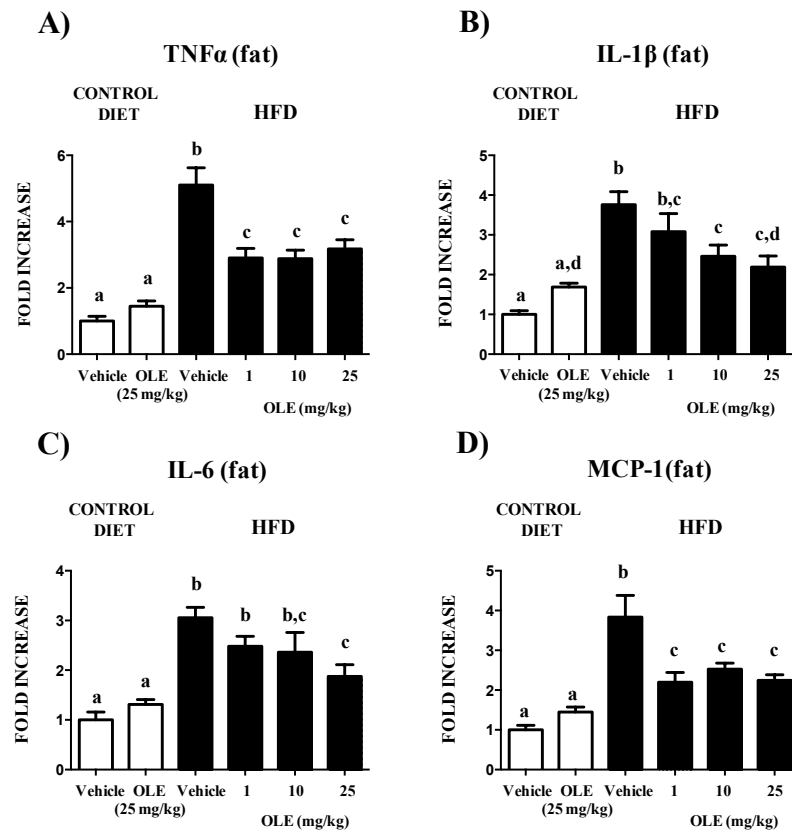 A)
TNFα (fat)
CONTROL
DIET
HFD
FOLD INCREASE
6
4
2
0
a
a
b
c
c
c
Vehicle OLE Vehicle 1 10 25
(25 mg/kg)
OLE (mg/kg)
B)
IL-1β (fat)
CONTROL
DIET
HFD
FOLD INCREASE
5
4
3
2
1
0
a
a,d
b
b,c
c
c,d
Vehicle OLE Vehicle 1 10 25
(25 mg/kg)
OLE (mg/kg)
C)
IL-6 (fat)
CONTROL
DIET
HFD
FOLD INCREASE
4
3
2
1
0
a
a
b
b
b,c
c
Vehicle OLE Vehicle 1 10 25
(25 mg/kg)
OLE (mg/kg)
D)
MCP-1(fat)
CONTROL
DIET
HFD
FOLD INCREASE
5
4
3
2
1
0
a
a
b
c
c
c
Vehicle OLE Vehicle 1 10 25
(25 mg/kg)
OLE (mg/kg)